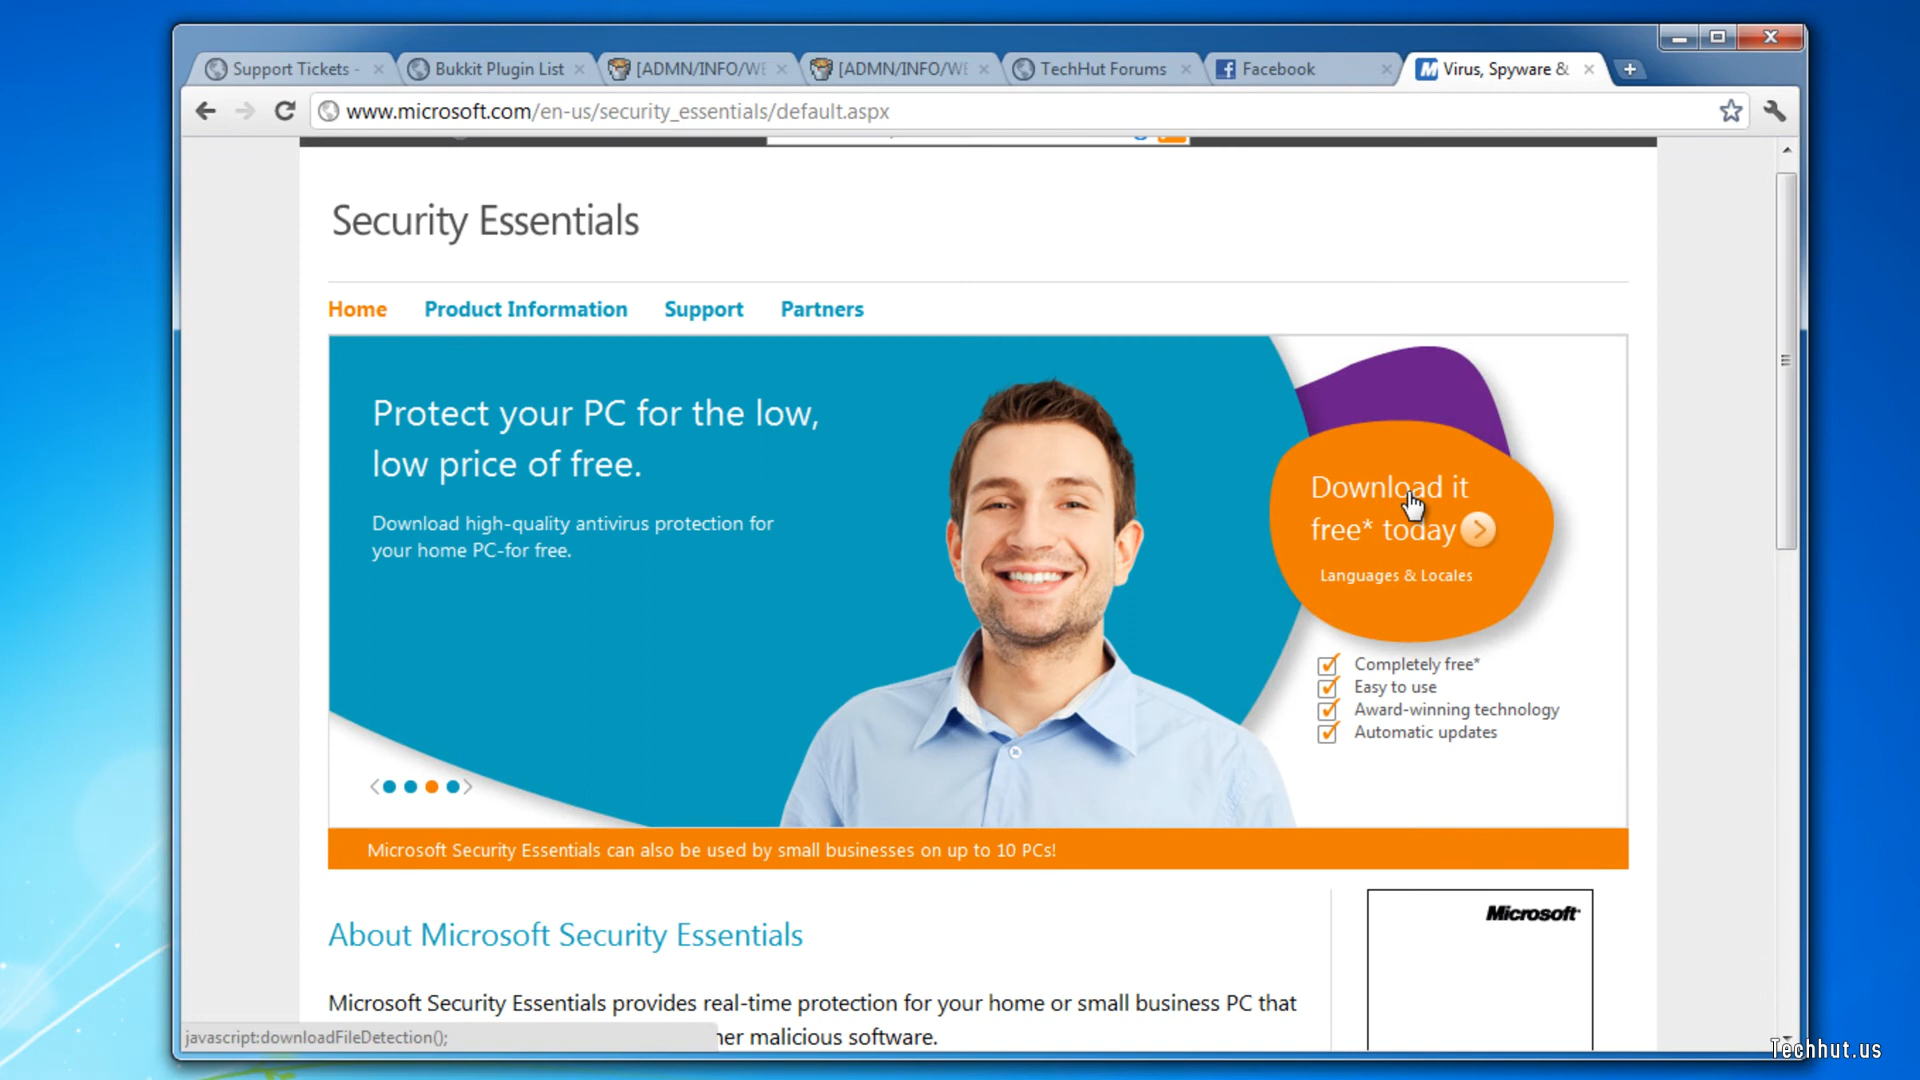 Support Tickets -
Bukkit Plugin List
[ADMN/INFO/WE
[ADMN/INFO/WE
TechHut Forums
Facebook
Virus, Spyware &
www.microsoft.com/en-us/security_essentials/default.aspx
Security Essentials
Home Product Information Support Partners
Protect your PC for the low,
low price of free.
Download high-quality antivirus protection for
your home PC-for free.
Download it
free* today
Languages & Locales
Completely free*
Easy to use
Award-winning technology
Automatic updates
Microsoft Security Essentials can also be used by small businesses on up to 10 PCs!
About Microsoft Security Essentials
Microsoft
Microsoft Security Essentials provides real-time protection for your home or small business PC that
her malicious software.
javascript:downloadFileDetection();
Techhut.us